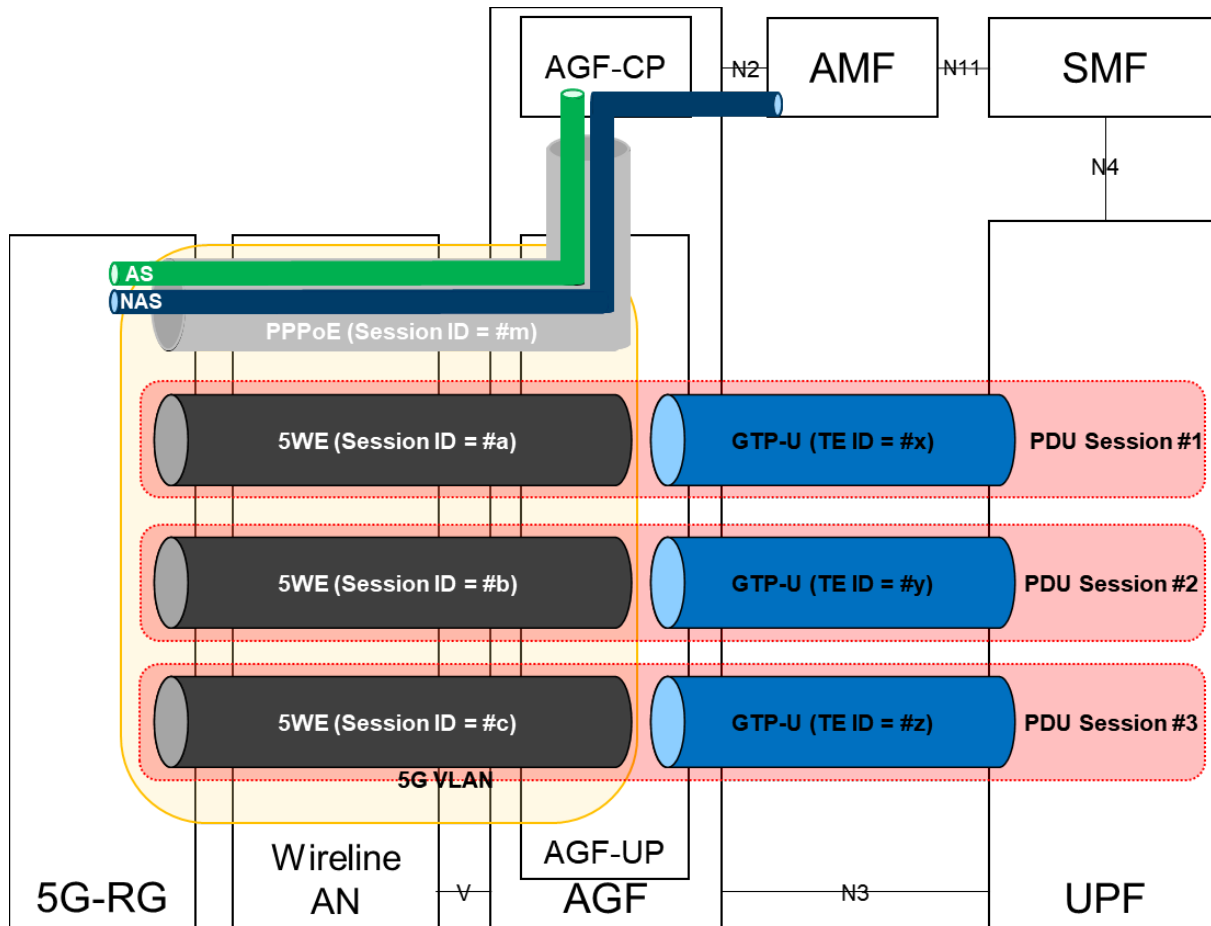 AGF-CP
N2
AMF
N11
SMF
N4
AS
NAS
PPPoE (Session ID = #m)
5WE (Session ID = #a)
GTP-U (TE ID = #x)
PDU Session #1
5WE (Session ID = #b)
GTP-U (TE ID = #y)
PDU Session #2
5WE (Session ID = #c)
GTP-U (TE ID = #z)
PDU Session #3
5G VLAN
AGF-UP
5G-RG
Wireline
AN
V
AGF
N3
UPF